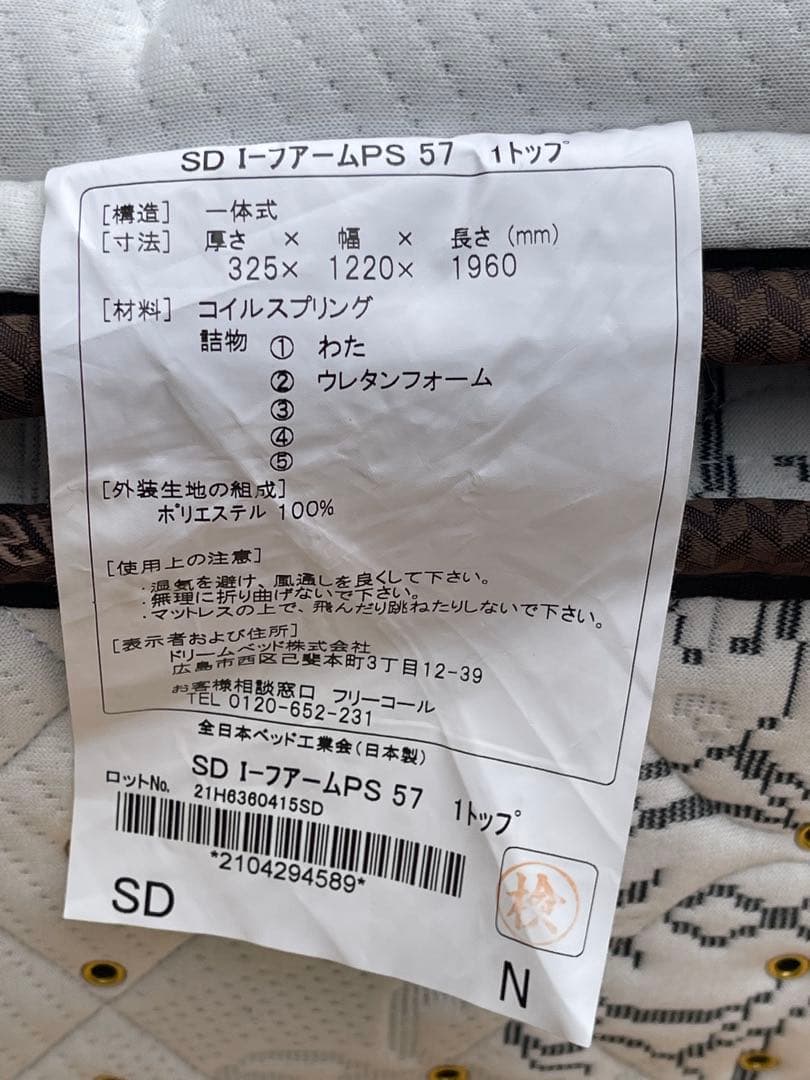 SD I-フアームPS 57 1トップ
[構造] 一体式
[寸法] 厚さ × 幅 × 長さ (mm)
325× 1220× 1960
[材料] コイルスプリング
詰物 ① わた
② ウレタンフォーム
③
④
⑤
[外装生地の組成]
ポリエステル 100%
[使用上の注意]
.湿気を避け、風通しを良くして下さい。
.無理に折り曲げないで下さい。
.マットレスの上で、飛んだり跳ねたりしないで下さい。
[表示者および住所]
ドリームベッド株式会社
広島市西区己斐本町3丁目12-39
お客様相談窓口 フリーコール
TEL 0120-652-231
全日本ベッド工業会(日本製)
SD I-フアームPS 57 1トップ
ロットNo. 21H6360415SD
*2104294589*
SD
検
N